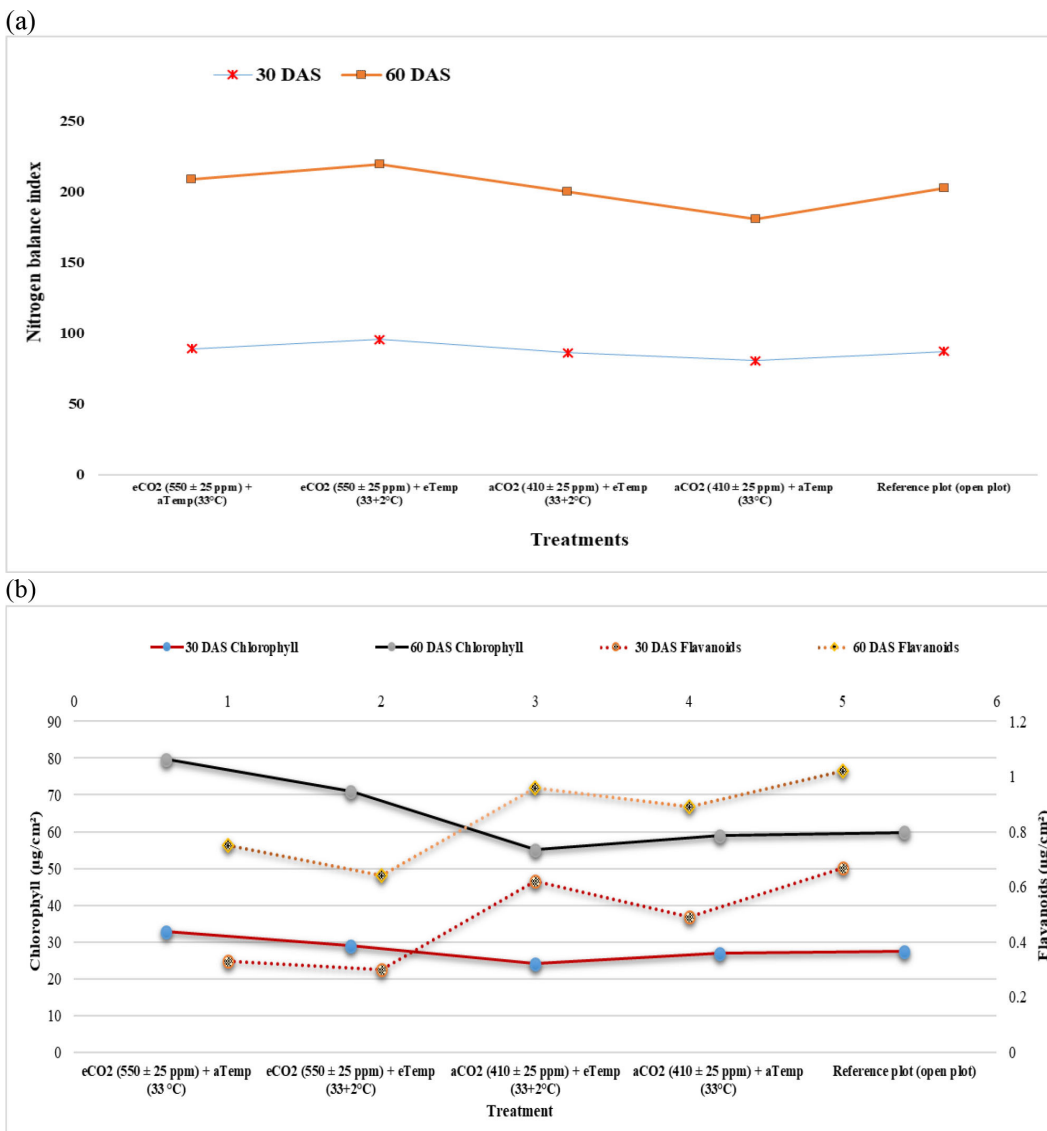 (a)
30 DAS
60 DAS
250
200
150
100
50
0
Nitrogen balance index
eCO2 (550 ± 25 ppm) +
aTemp(33°C)
eCO2 (550 ± 25 ppm) + eTemp
(33+2°C)
aCO2 (410 ± 25 ppm) + eTemp
(33+2°C)
aCO2 (410 ± 25 ppm) + aTemp
(33°C)
Reference plot (open plot)
Treatments
(b)
30 DAS Chlorophyll
60 DAS Chlorophyll
30 DAS Flavanoids
60 DAS Flavanoids
0 1 2 3 4 5 6
90
80
70
60
50
40
30
20
10
0
Chlorophyll (µg/cm²)
1.2
1
0.8
0.6
0.4
0.2
0
Flavanoids (µg/cm²)
eCO2 (550 ± 25 ppm) + aTemp
(33 °C)
eCO2 (550 ± 25 ppm) + eTemp
(33+2°C)
aCO2 (410 ± 25 ppm) + eTemp
(33+2°C)
aCO2 (410 ± 25 ppm) + aTemp
(33°C)
Reference plot (open plot)
Treatment